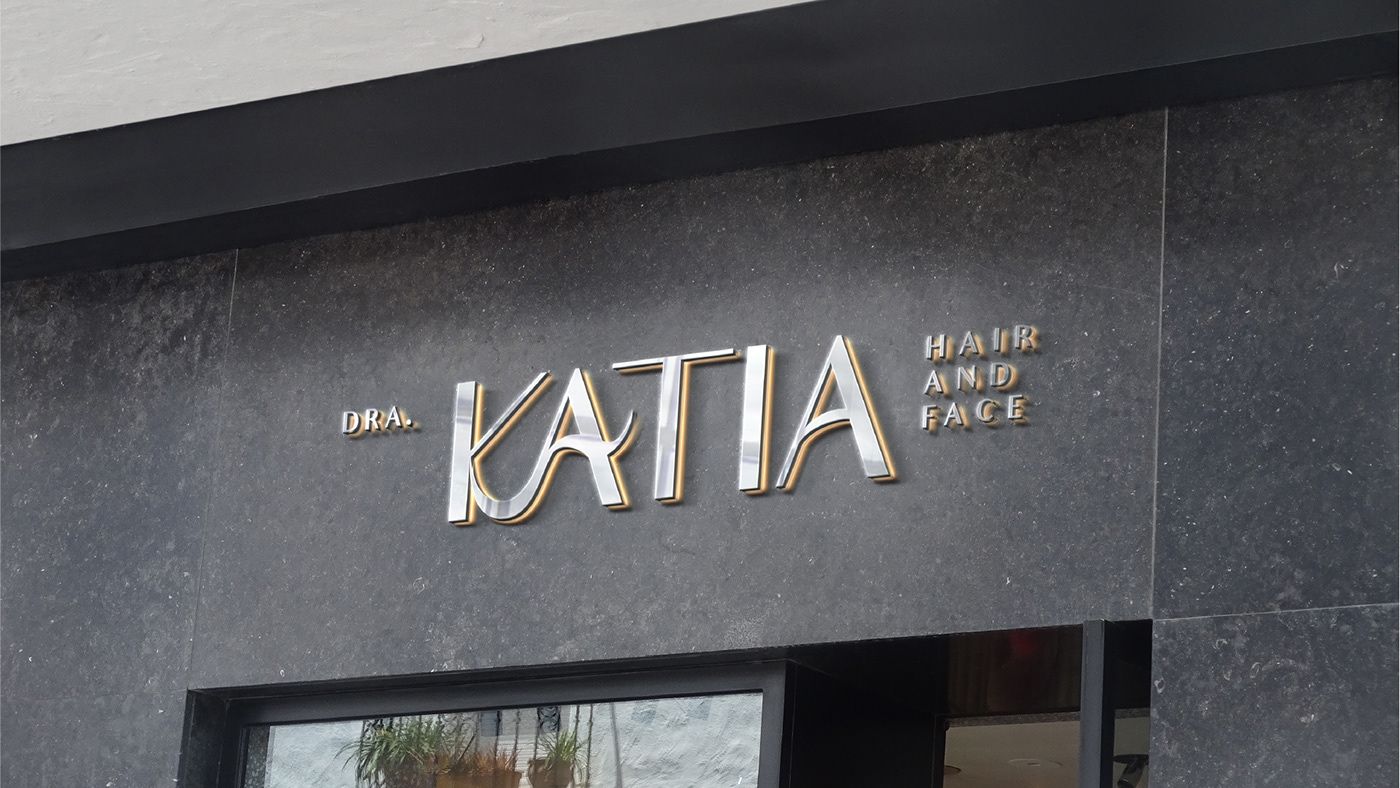 DRA.
KATIA
HAIR
AND
FACE